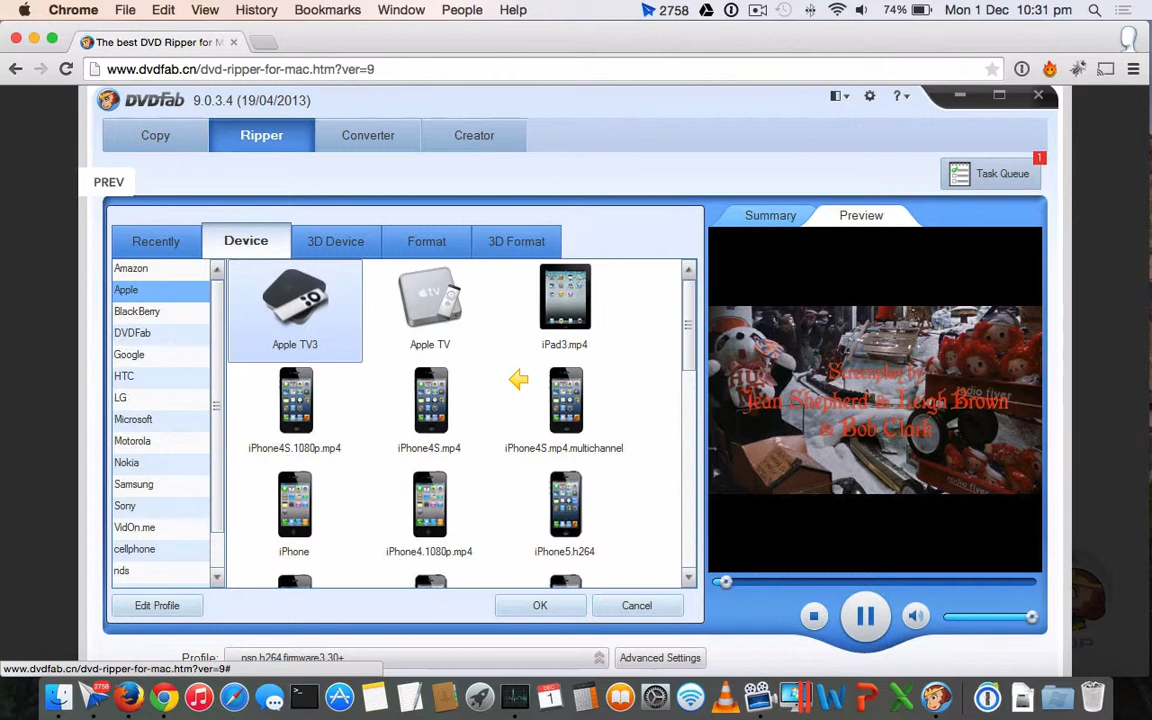 Chrome File Edit View History Bookmarks Window People Help 2758 74% Mon 1 Dec 10:31 pm
The best DVD Ripper for M
www.dvdfab.cn/dvd-ripper-for-mac.htm?ver=9
DVDFab 9.0.3.4 (19/04/2013)
Copy Ripper Converter Creator
1
Task Queue
PREV
Recently Device 3D Device Format 3D Format
Summary Preview
Amazon
Apple
BlackBerry
DVDFab
Google
HTC
LG
Microsoft
Motorola
Nokia
Samsung
Sony
VidOn.me
cellphone
nds
Apple TV3 Apple TV iPad3.mp4
iPhone4S.1080p.mp4 iPhone4S.mp4 iPhone4S.mp4.multichannel
iPhone iPhone4.1080p.mp4 iPhone5.h264
Screenplay by
Jean Shepherd & Leigh Brown
& Bob Clark
radio flyer
radio flyer
Edit Profile OK Cancel
Profile: psp.h264.firmware3.30+ Advanced Settings
www.dvdfab.cn/dvd-ripper-for-mac.htm?ver=9#
2758